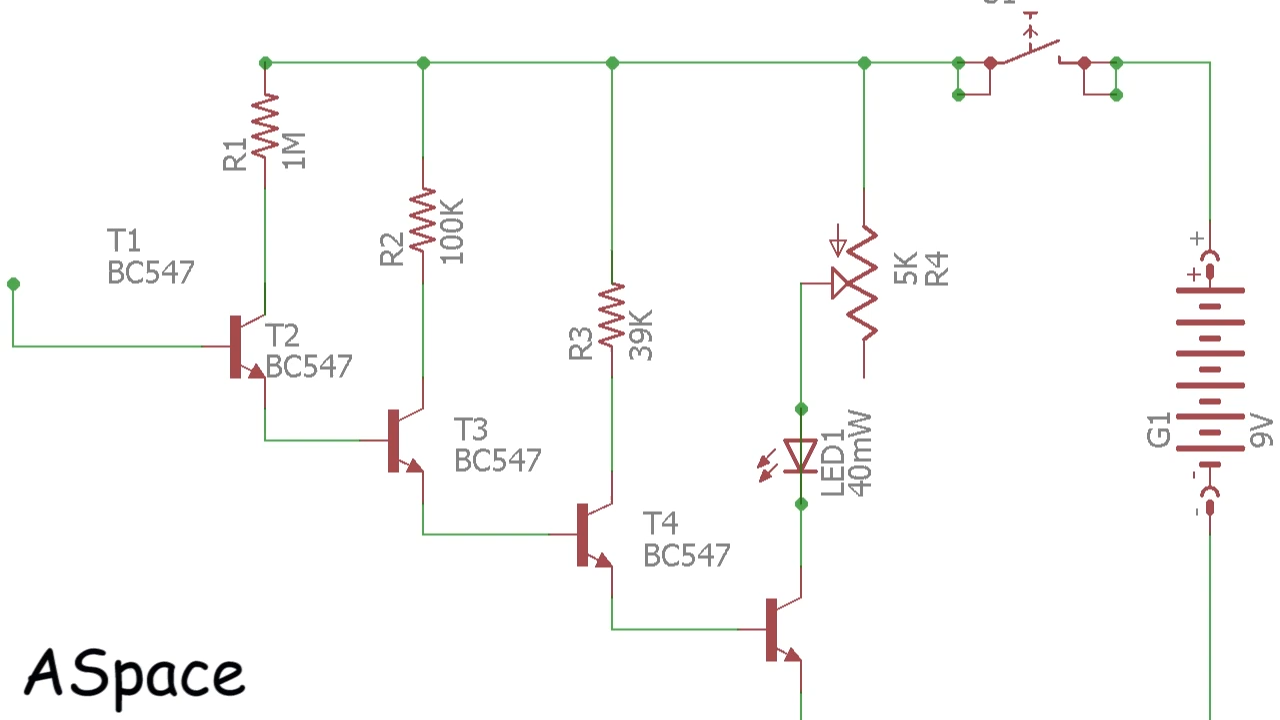 R1
1M
R2
100K
T1
BC547
5K
R4
+
+
T2
BC547
R3
39K
T3
BC547
LED1
40mW
G1
9V
-
-
T4
BC547
ASpace